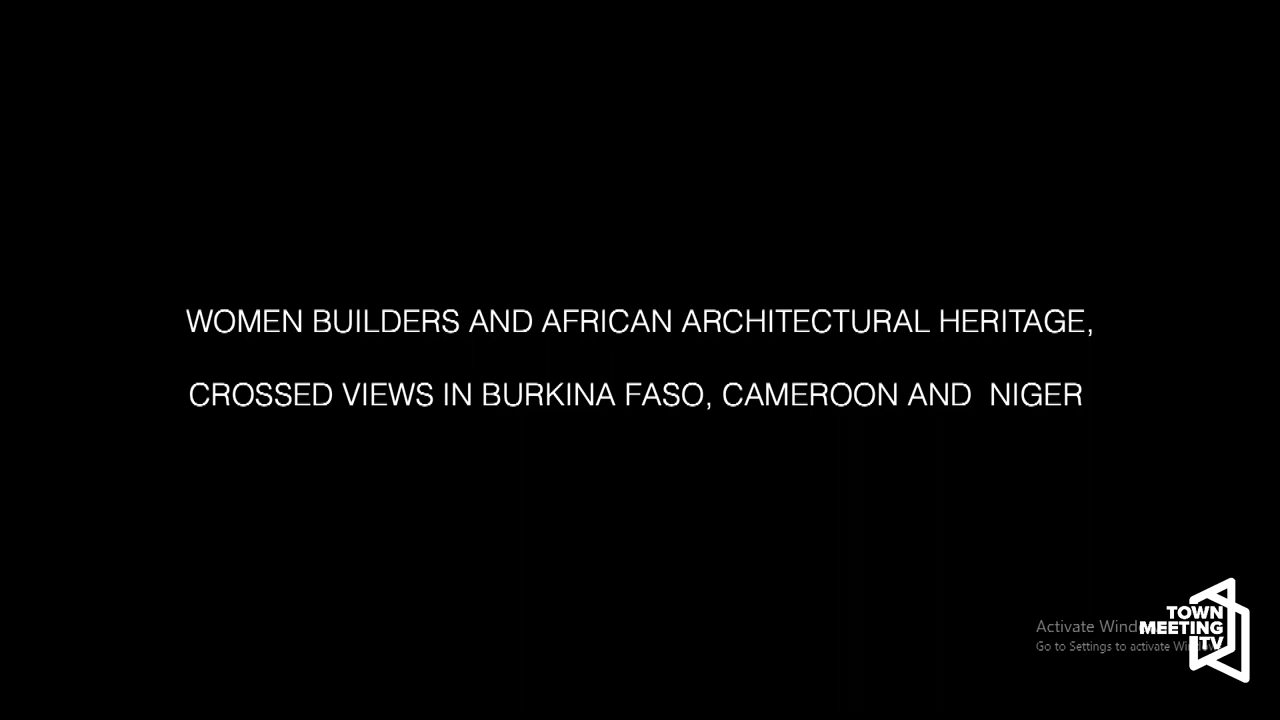 WOMEN BUILDERS AND AFRICAN ARCHITECTURAL HERITAGE,
CROSSED VIEWS IN BURKINA FASO, CAMEROON AND NIGER
Activate
Go to Settings to activate
TOWN
MEETING
TV